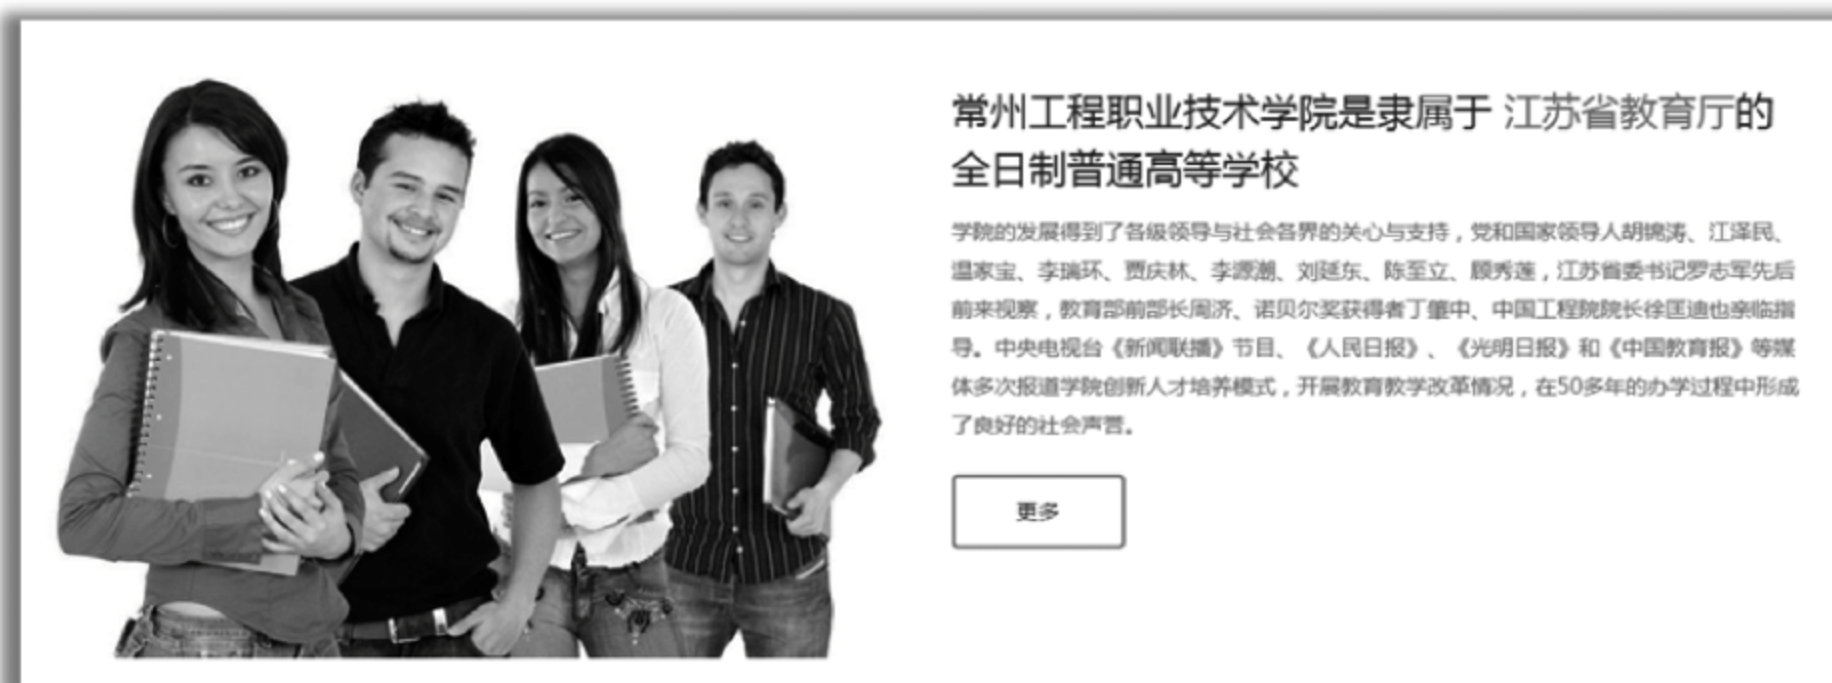 常州工程职业技术学院是隶属于 江苏省教育厅的
全日制普通高等学校
学院的发展得到了各级领导与社会各界的关心与支持，党和国家领导人胡锦涛、江泽民、
温家宝、李瑞环、贾庆林、李源潮、刘延东、陈至立、顾秀莲，江苏省委书记罗志军先后
前来视察，教育部前部长周济、诺贝尔奖获得者丁肇中、中国工程院院长徐匡迪也亲临指
导。中央电视台《新闻联播》节目、《人民日报》、《光明日报》和《中国教育报》等媒
体多次报道学院创新人才培养模式，开展教育教学改革情况，在50多年的办学过程中形成
了良好的社会声誉。
更多